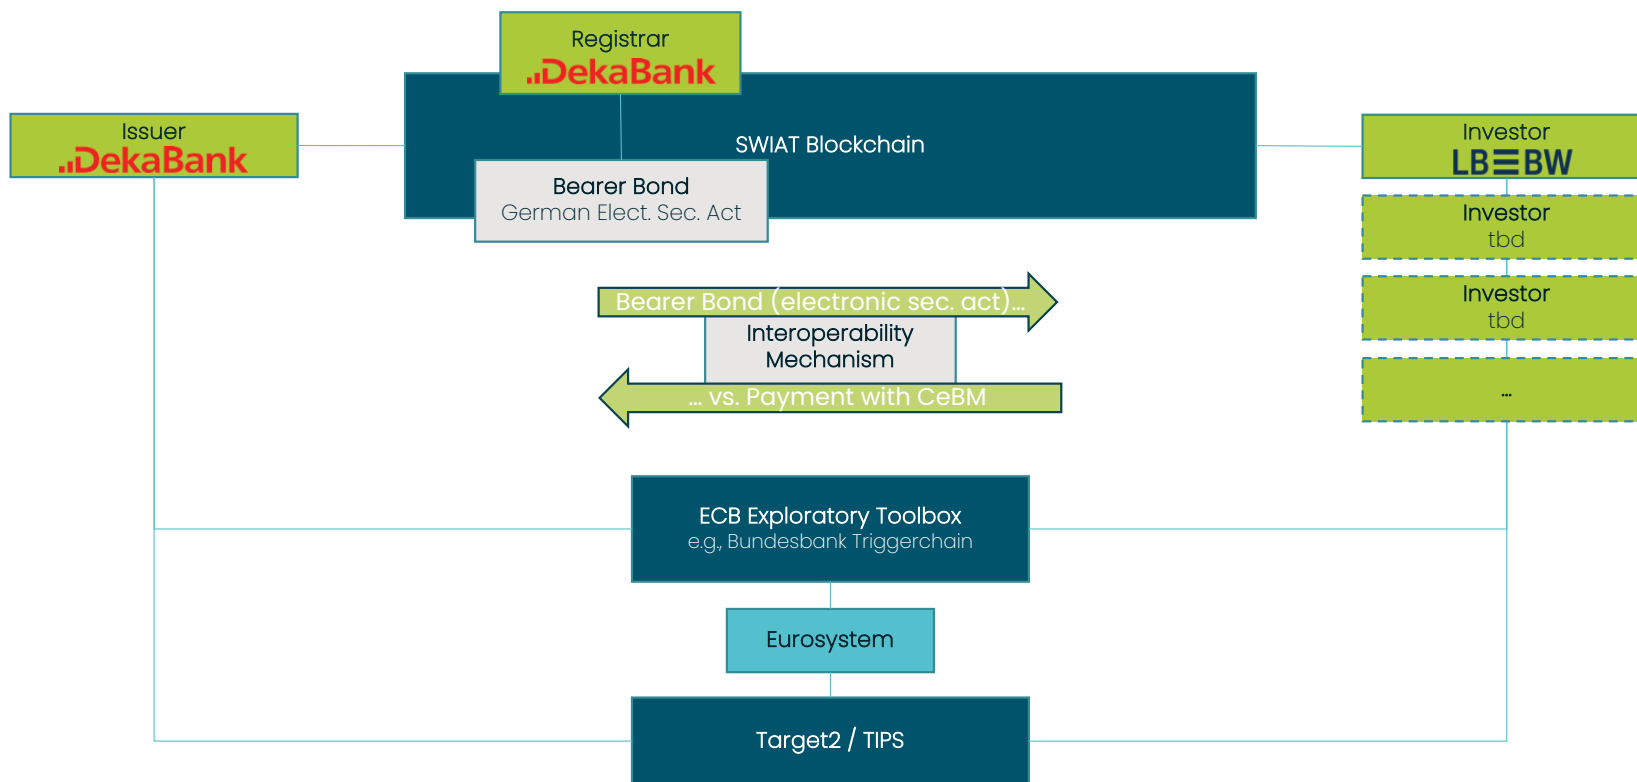 Registrar
DekaBank
Issuer
DekaBank
SWIAT Blockchain
Investor
LBBW
Bearer Bond
German Elect. Sec. Act
Investor
tbd
Bearer Bond (electronic sec. act)...
Investor
tbd
Interoperability
Mechanism
... vs. Payment with CeBM
...
ECB Exploratory Toolbox
e.g., Bundesbank Triggerchain
Eurosystem
Target2 / TIPS